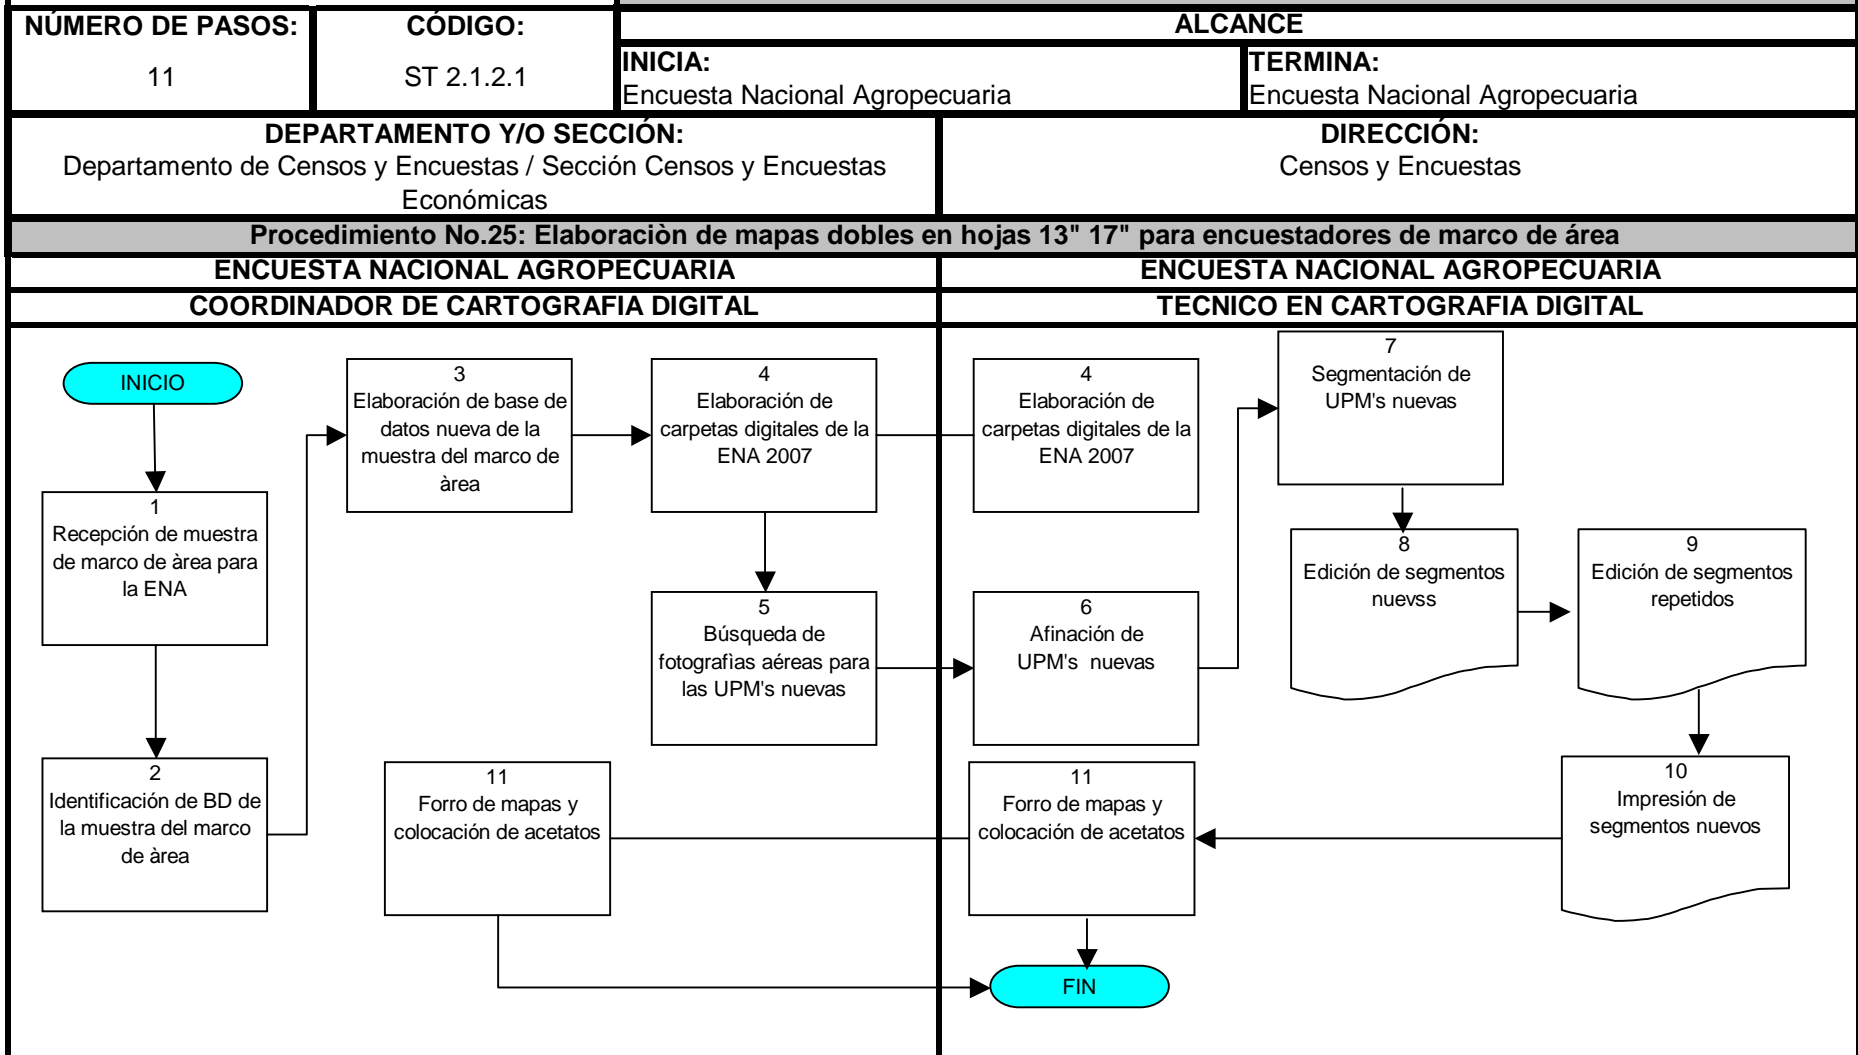 NÚMERO DE PASOS:
11
CÓDIGO:
ST 2.1.2.1
ALCANCE
INICIA:
Encuesta Nacional Agropecuaria
TERMINA:
Encuesta Nacional Agropecuaria
DEPARTAMENTO Y/O SECCIÓN:
Departamento de Censos y Encuestas / Sección Censos y Encuestas
Económicas
DIRECCIÓN:
Censos y Encuestas
Procedimiento No.25: Elaboraciòn de mapas dobles en hojas 13" 17" para encuestadores de marco de área
ENCUESTA NACIONAL AGROPECUARIA
ENCUESTA NACIONAL AGROPECUARIA
COORDINADOR DE CARTOGRAFIA DIGITAL
TECNICO EN CARTOGRAFIA DIGITAL
INICIO
1
Recepción de muestra
de marco de àrea para
la ENA
2
Identificación de BD de
la muestra del marco
de àrea
3
Elaboración de base de
datos nueva de la
muestra del marco de
àrea
4
Elaboración de
carpetas digitales de la
ENA 2007
4
Elaboración de
carpetas digitales de la
ENA 2007
5
Búsqueda de
fotografìas aéreas para
las UPM's nuevas
6
Afinación de
UPM's  nuevas
7
Segmentación de
UPM's nuevas
8
Edición de segmentos
nuevss
9
Edición de segmentos
repetidos
10
Impresión de
segmentos nuevos
11
Forro de mapas y
colocación de acetatos
11
Forro de mapas y
colocación de acetatos
FIN